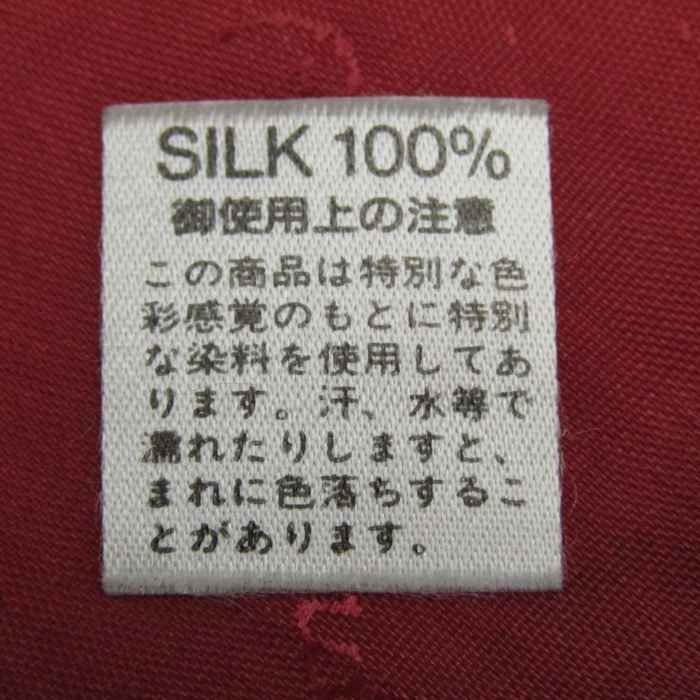 SILK 100%
御使用上の注意
この商品は特別な色
彩感覚のもとに特別
な染料を使用してあ
ります。汗、水等で
濡れたりしますと、
まれに色落ちするこ
とがあります。